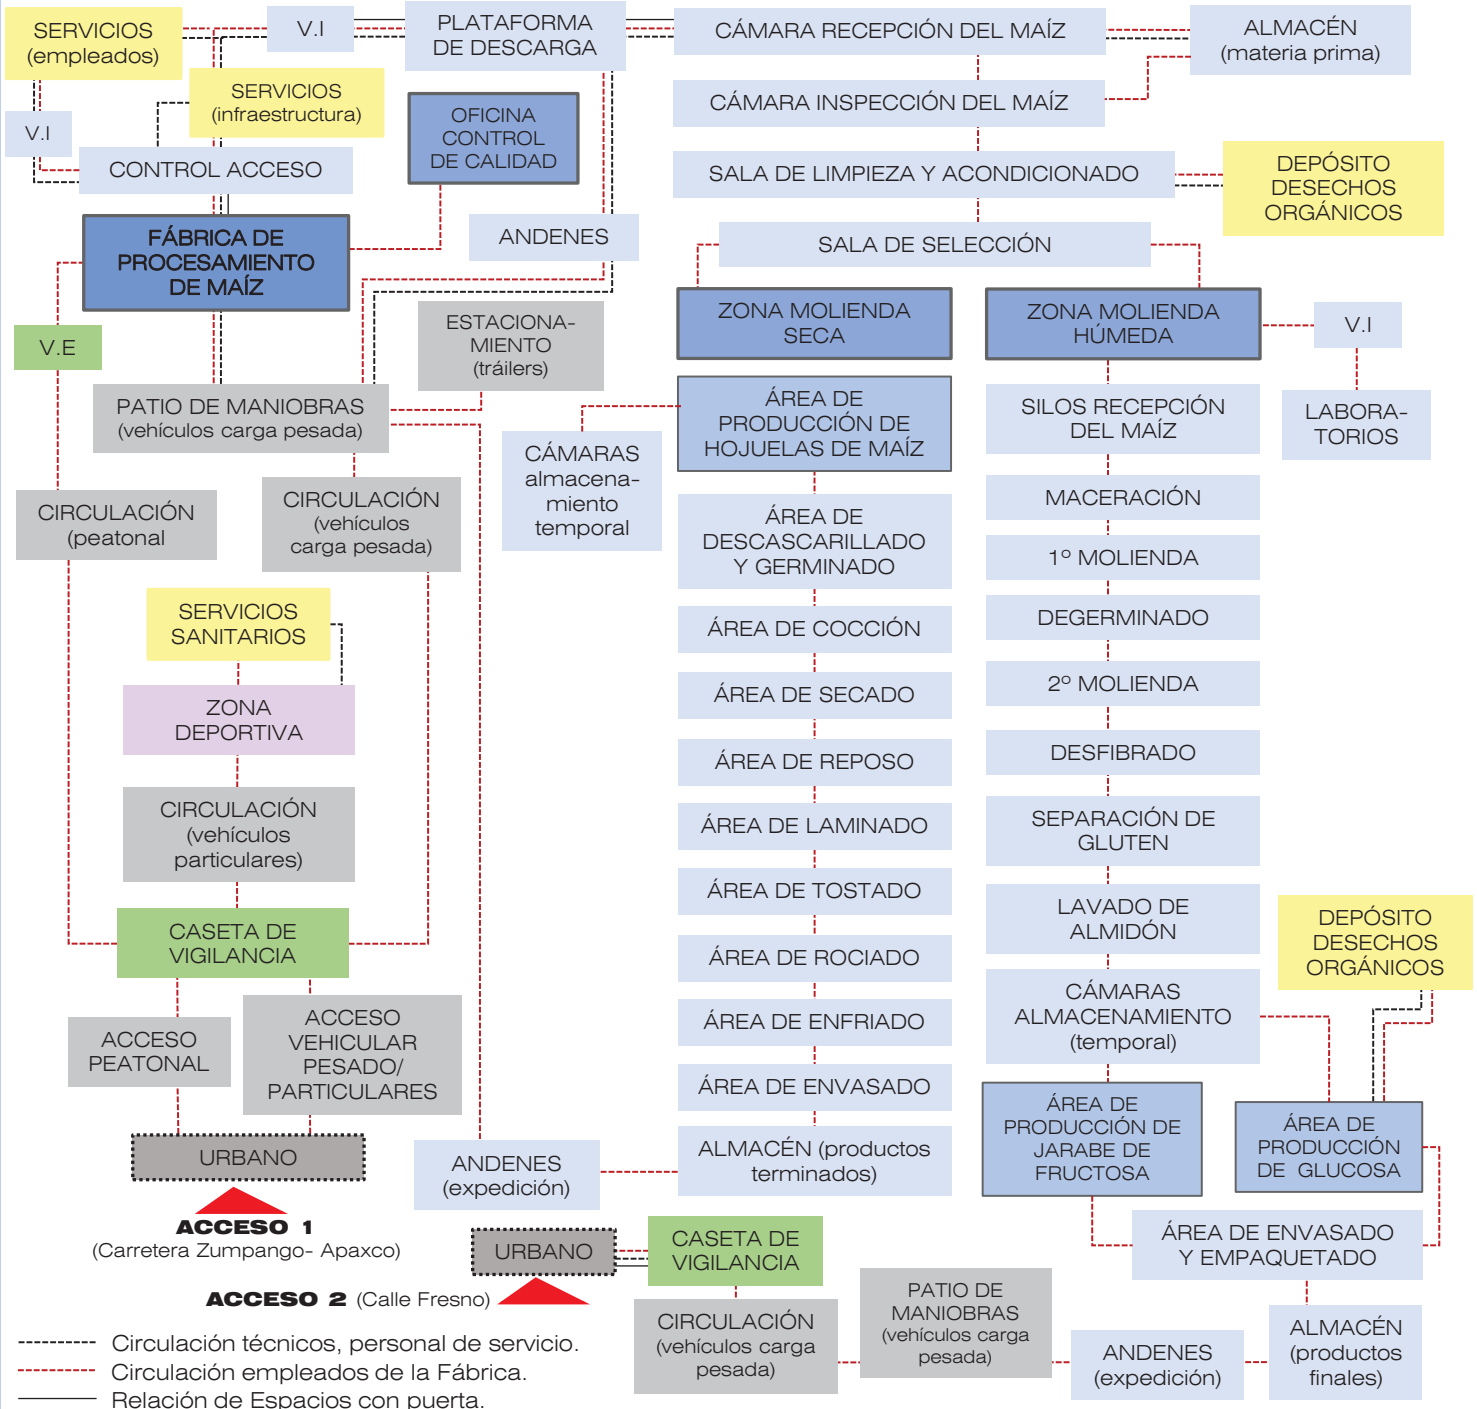 SERVICIOS
(empleados)
V.I
PLATAFORMA
DE DESCARGA
CÁMARA RECEPCIÓN DEL MAÍZ
ALMACÉN
(materia prima)
SERVICIOS
(infraestructura)
V.I
OFICINA
CONTROL
DE CALIDAD
CÁMARA INSPECCIÓN DEL MAÍZ
CONTROL ACCESO
SALA DE LIMPIEZA Y ACONDICIONADO
DEPÓSITO
DESECHOS
ORGÁNICOS
FÁBRICA DE
PROCESAMIENTO
DE MAÍZ
ANDENES
SALA DE SELECCIÓN
V.E
ESTACIONA-
MIENTO
(tráilers)
ZONA MOLIENDA
SECA
ZONA MOLIENDA
HÚMEDA
V.I
PATIO DE MANIOBRAS
(vehículos carga pesada)
ÁREA DE
PRODUCCIÓN DE
HOJUELAS DE MAÍZ
SILOS RECEPCIÓN
DEL MAÍZ
LABORA-
TORIOS
CÁMARAS
almacena-
miento
temporal
CIRCULACIÓN
(peatonal
CIRCULACIÓN
(vehículos
carga pesada)
ÁREA DE
DESCASCARILLADO
Y GERMINADO
MACERACIÓN
1º MOLIENDA
SERVICIOS
SANITARIOS
ÁREA DE COCCIÓN
DEGERMINADO
ZONA
DEPORTIVA
ÁREA DE SECADO
2º MOLIENDA
ÁREA DE REPOSO
DESFIBRADO
CIRCULACIÓN
(vehículos
particulares)
ÁREA DE LAMINADO
SEPARACIÓN DE
GLUTEN
ÁREA DE TOSTADO
LAVADO DE
ALMIDÓN
CASETA DE
VIGILANCIA
ÁREA DE ROCIADO
DEPÓSITO
DESECHOS
ORGÁNICOS
ACCESO
PEATONAL
ACCESO
VEHICULAR
PESADO/
PARTICULARES
ÁREA DE ENFRIADO
CÁMARAS
ALMACENAMIENTO
(temporal)
ÁREA DE ENVASADO
ÁREA DE
PRODUCCIÓN DE
JARABE DE
FRUCTOSA
ÁREA DE
PRODUCCIÓN
DE GLUCOSA
URBANO
ANDENES
(expedición)
ALMACÉN (productos
terminados)
ACCESO 1
(Carretera Zumpango- Apaxco)
URBANO
CASETA DE
VIGILANCIA
ÁREA DE ENVASADO
Y EMPAQUETADO
ACCESO 2 (Calle Fresno)
CIRCULACIÓN
(vehículos carga
pesada)
PATIO DE
MANIOBRAS
(vehículos carga
pesada)
ANDENES
(expedición)
ALMACÉN
(productos
finales)
Circulación técnicos, personal de servicio.
Circulación empleados de la Fábrica.
Relación de Espacios con puerta.